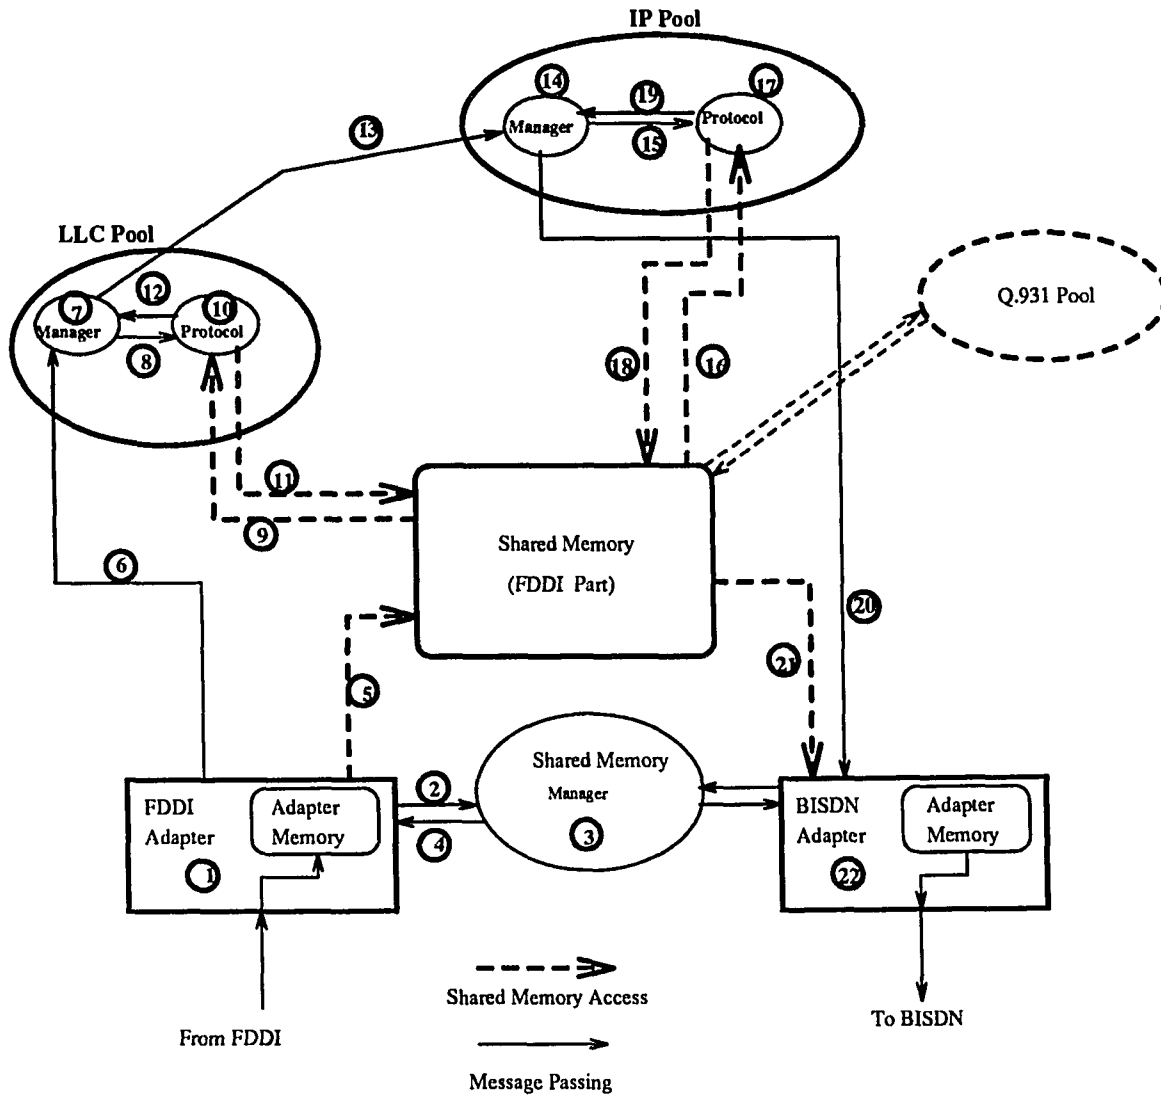 IP Pool
14
19
17
Manager
Protocol
13
15
LLC Pool
12
10
7
Manager
Protocol
8
Q.931 Pool
18
16
11
9
Shared Memory
(FDDI Part)
6
20
21
5
Shared Memory
Manager
3
2
4
FDDI
Adapter
1
Adapter
Memory
BISDN
Adapter
22
Adapter
Memory
Shared Memory Access
From FDDI
To BISDN
Message Passing